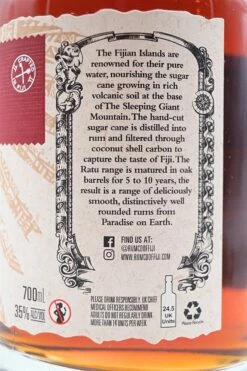 The Fijian Islands are
renowned for their pure
water, nourishing the sugar
cane growing in rich
volcanic soil at the base
of The Sleeping Giant
Mountain. The hand-cut
sugar cane is distilled into
rum and filtered through
coconut shell carbon to
capture the taste of Fiji. The
Ratu range is matured in oak
barrels for 5 to 10 years, the
result is a range of deliciously
smooth, distinctively well
rounded rums from
Paradise on Earth.
FIND US AT:
@RUMCOOFFIJI
WWW.RUMCOOFFIJI.COM
700ml
35%
PLEASE DRINK RESPONSIBLY. UK CHIEF
MEDICAL OFFICERS RECOMMEND
ADULTS DO NOT REGULARLY DRINK
MORE THAN 14 UNITS PER WEEK
24.5
UK
Units
Please Recycle